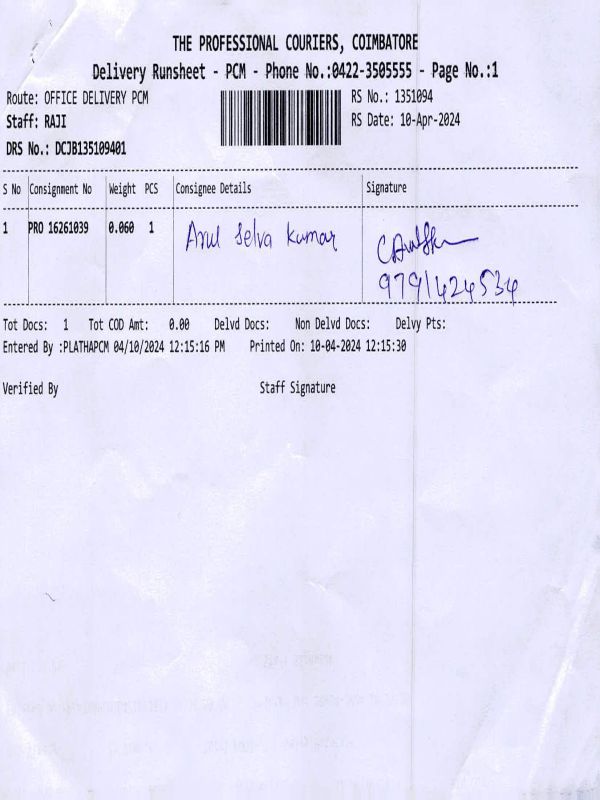 THE PROFESSIONAL COURIERS, COIMBATORE
Delivery Runsheet - PCM - Phone No.:0422-3505555 - Page No.:1
Route: OFFICE DELIVERY PCM RS No.: 1351094
Staff: RAJI RS Date: 10-Apr-2024
DRS No.: DCJB135109401
S No Consignment No Weight PCS Consignee Details Signature
1 PRO 16261039 0.060 1 Arul Selva Kumar
9791424534
Tot Docs: 1 Tot COD Amt: 0.00 Delvd Docs: Non Delvd Docs: Delvy Pts:
Entered By :PLATHAPCM 04/10/2024 12:15:16 PM Printed On: 10-04-2024 12:15:30
Verified By Staff Signature